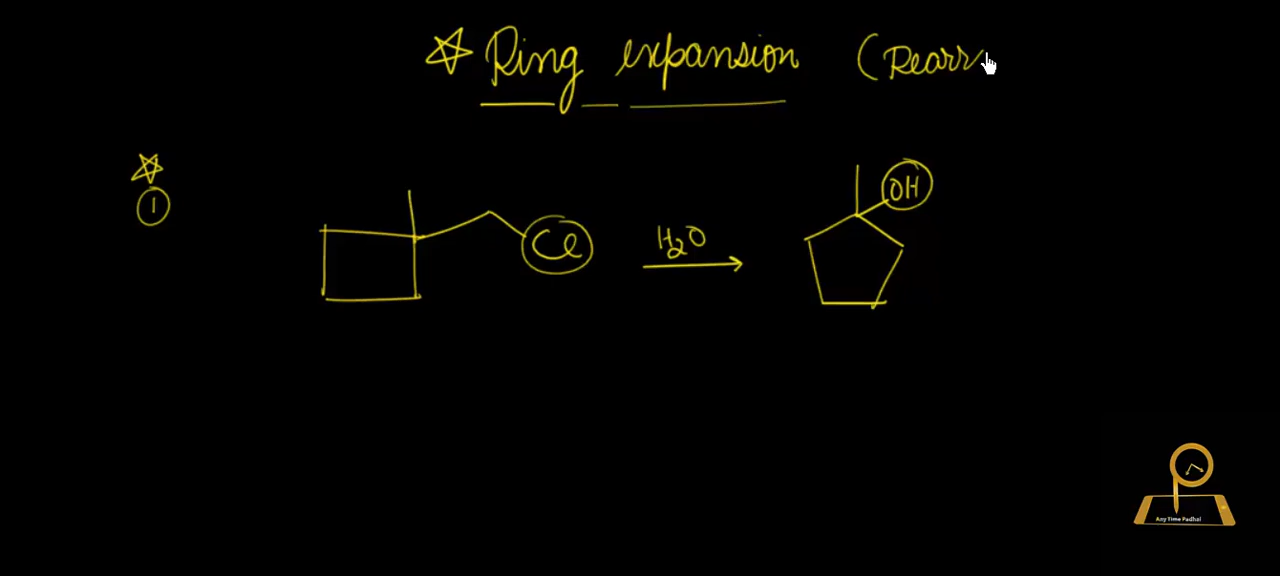 ☆ Ring expansion (Rearr
☆
1
Cl
H₂O
OH
Any Time Padhai